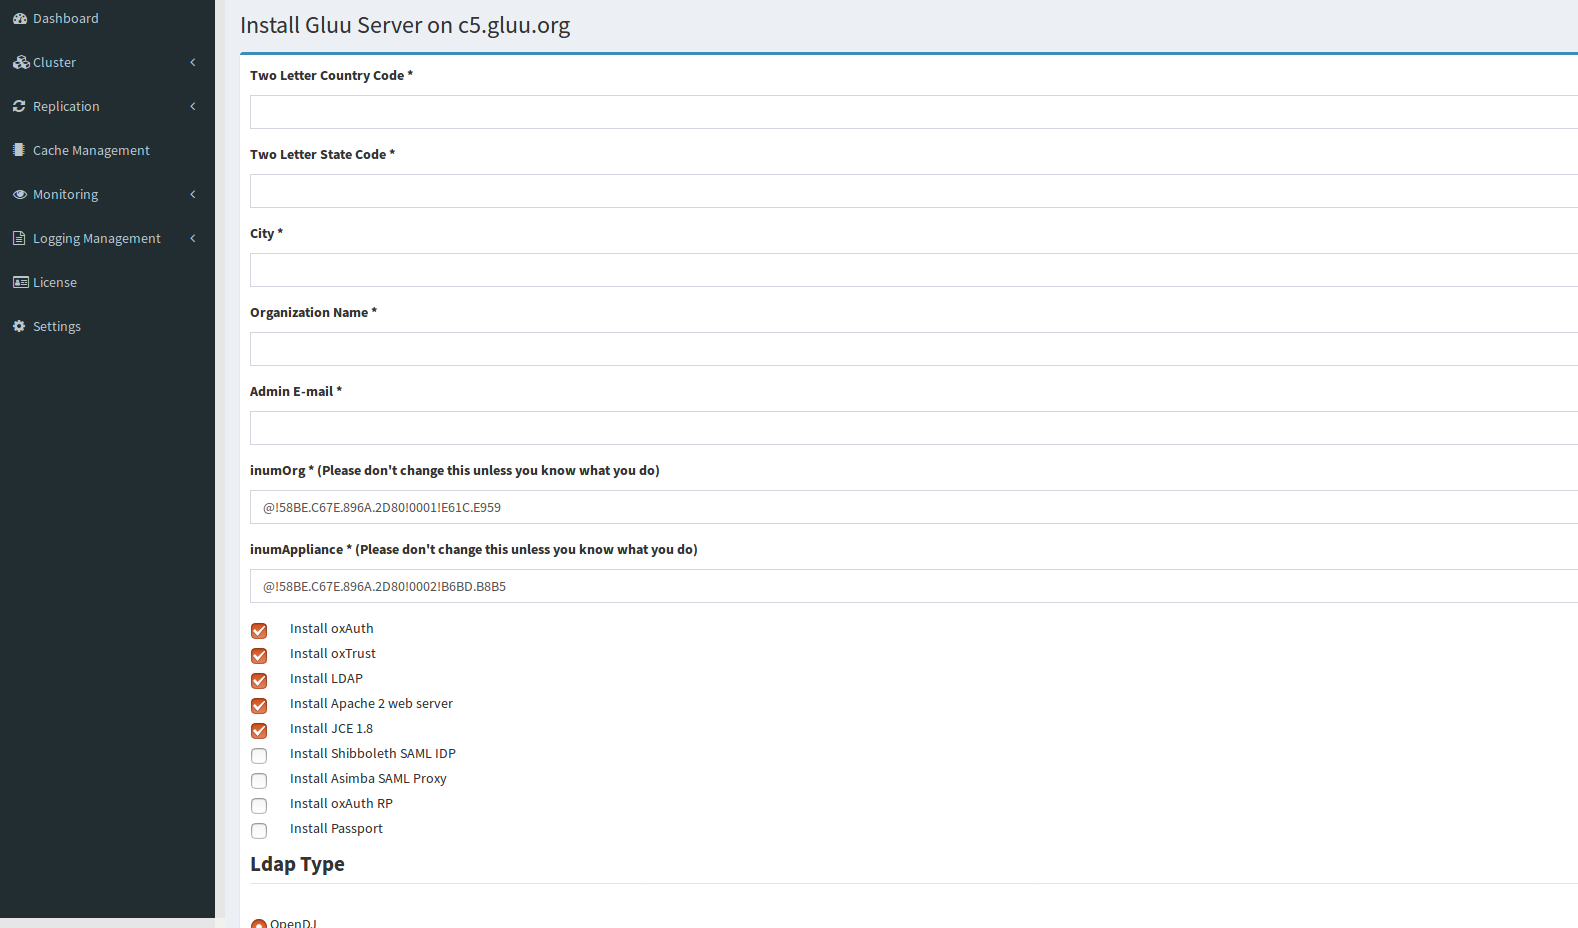 Dashboard
Cluster
Replication
Cache Management
Monitoring
Logging Management
License
Settings
Install Gluu Server on c5.gluu.org
Two Letter Country Code *
Two Letter State Code *
City *
Organization Name *
Admin E-mail *
inumOrg * (Please don't change this unless you know what you do)
@!58BE.C67E.896A.2D80!0001!E61C.E959
inumAppliance * (Please don't change this unless you know what you do)
@!58BE.C67E.896A.2D80!0002!B6BD.B8B5
Install oxAuth
Install oxTrust
Install LDAP
Install Apache 2 web server
Install JCE 1.8
Install Shibboleth SAML IDP
Install Asimba SAML Proxy
Install oxAuth RP
Install Passport
Ldap Type
OpenDJ